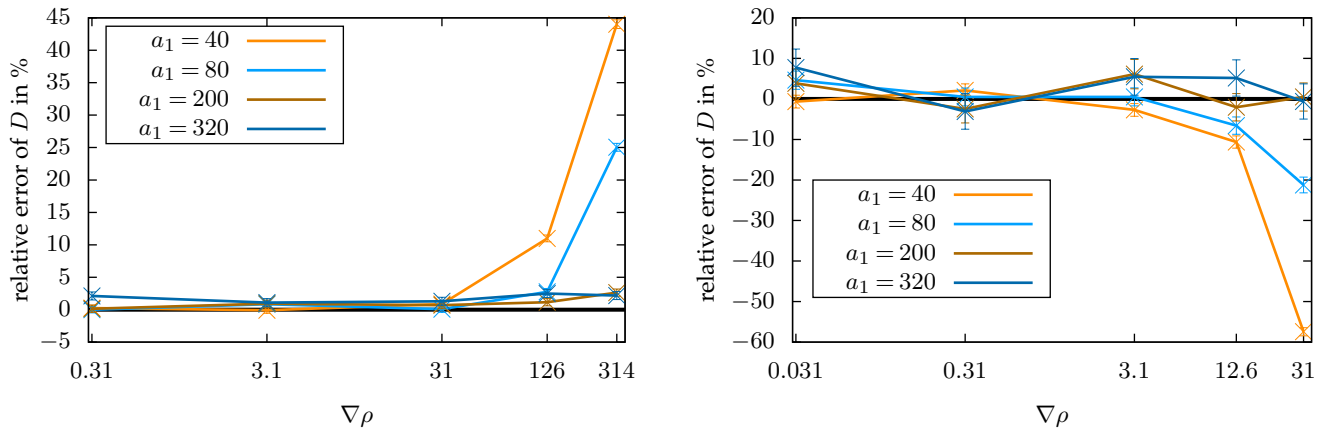 relative error of D in %
45
40
35
30
25
20
15
10
5
0
−5
a₁ = 40
a₁ = 80
a₁ = 200
a₁ = 320
0.31
3.1
31
126
314
∇ρ
relative error of D in %
20
10
0
−10
−20
−30
−40
−50
−60
a₁ = 40
a₁ = 80
a₁ = 200
a₁ = 320
0.031
0.31
3.1
12.6
31
∇ρ